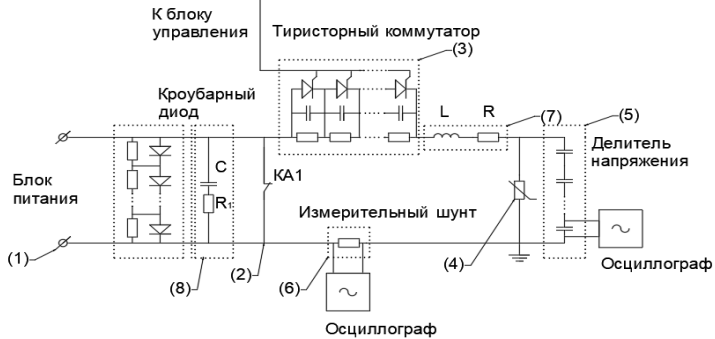 К блоку
управления
Тиристорный коммутатор
(3)
Кроубарный
диод
L
R
(7)
(5)
Делитель
напряжения
Блок
питания
C
R₁
КА1
Измерительный шунт
(1)
(8)
(2)
(6)
(4)
Осциллограф
Осциллограф